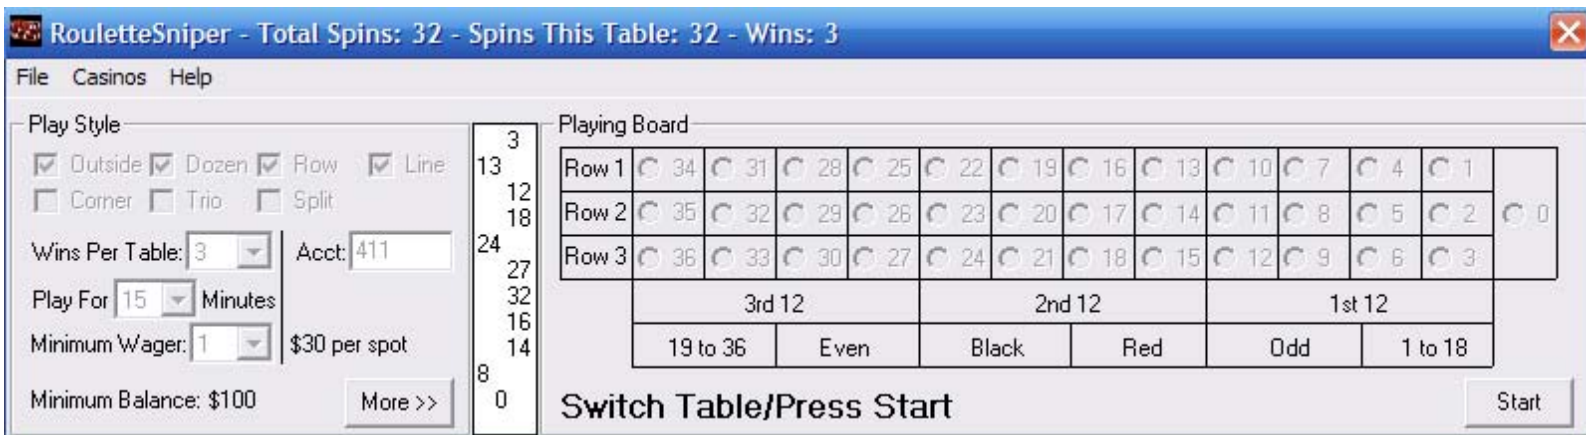 RouletteSniper - Total Spins: 32 - Spins This Table: 32 - Wins: 3
File Casinos Help
Play Style
Outside Dozen Row Line
Corner Trio Split
Wins Per Table: 3 Acct: 411
Play For 15 Minutes
Minimum Wager: 1 $30 per spot
Minimum Balance: $100 More >>
3
13
12
18
24
27
32
16
14
8
0
Playing Board
Row 1 34 31 28 25 22 19 16 13 10 7 4 1
Row 2 35 32 29 26 23 20 17 14 11 8 5 2 0
Row 3 36 33 30 27 24 21 18 15 12 9 6 3
3rd 12 2nd 12 1st 12
19 to 36 Even Black Red Odd 1 to 18
Switch Table/Press Start Start